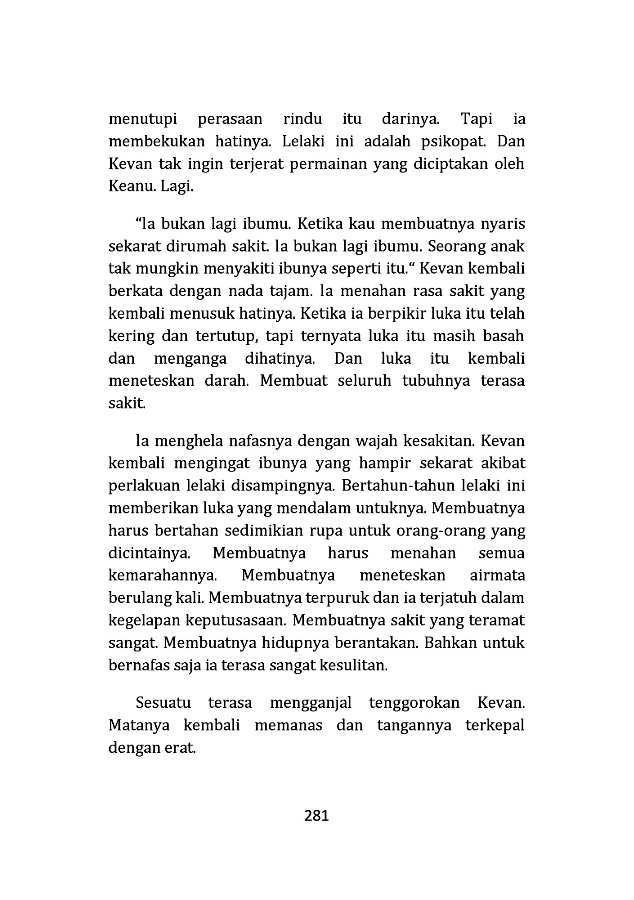 menutupi perasaan rindu itu darinya. Tapi ia
membekukan hatinya. Lelaki ini adalah psikopat. Dan
Kevan tak ingin terjerat permainan yang diciptakan oleh
Keanu. Lagi.
“Ia bukan lagi ibumu. Ketika kau membuatnya nyaris
sekarat dirumah sakit. Ia bukan lagi ibumu. Seorang anak
tak mungkin menyakiti ibunya seperti itu.“ Kevan kembali
berkata dengan nada tajam. Ia menahan rasa sakit yang
kembali menusuk hatinya. Ketika ia berpikir luka itu telah
kering dan tertutup, tapi ternyata luka itu masih basah
dan menganga dihatinya. Dan luka itu kembali
meneteskan darah. Membuat seluruh tubuhnya terasa
sakit.
Ia menghela nafasnya dengan wajah kesakitan. Kevan
kembali mengingat ibunya yang hampir sekarat akibat
perlakuan lelaki disampingnya. Bertahun-tahun lelaki ini
memberikan luka yang mendalam untuknya. Membuatnya
harus bertahan sedimikian rupa untuk orang-orang yang
dicintainya. Membuatnya harus menahan semua
kemarahannya. Membuatnya meneteskan airmata
berulang kali. Membuatnya terpuruk dan ia terjatuh dalam
kegelapan keputusasaan. Membuatnya sakit yang teramat
sangat. Membuatnya hidupnya berantakan. Bahkan untuk
bernafas saja ia terasa sangat kesulitan.
Sesuatu terasa mengganjal tenggorokan Kevan.
Matanya kembali memanas dan tangannya terkepal
dengan erat.
281